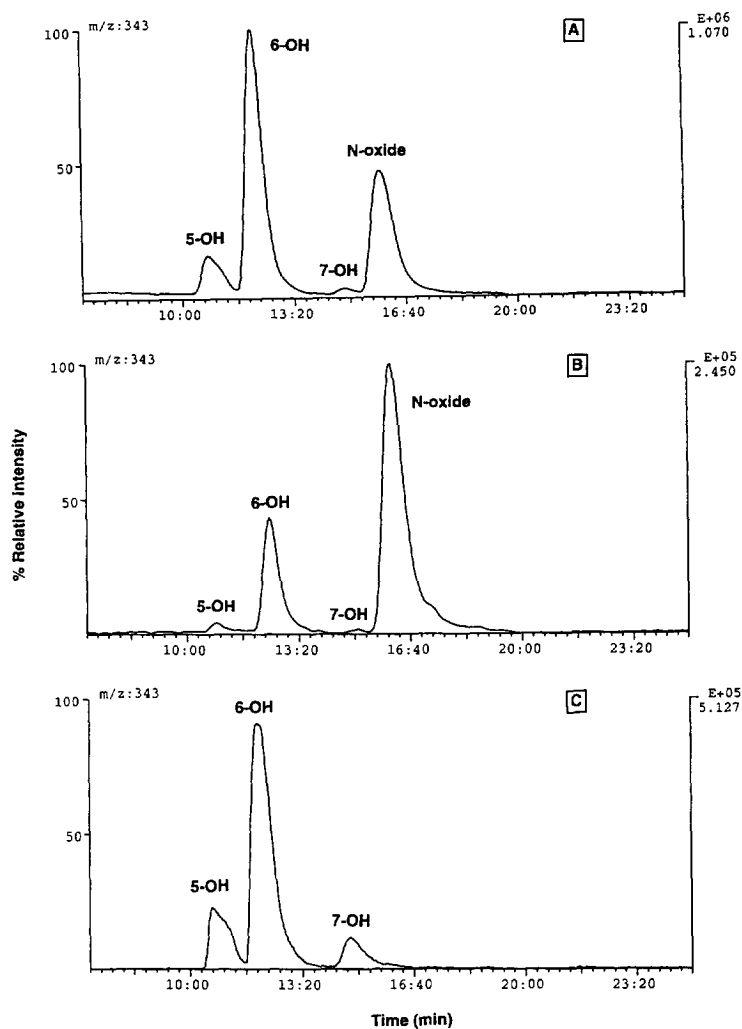 m/z:343
A
E+06
1.070
100
6-OH
N-oxide
50
5-OH
7-OH
10:00 13:20 16:40 20:00 23:20
m/z:343
B
E+05
2.450
100
N-oxide
6-OH
50
5-OH
7-OH
10:00 13:20 16:40 20:00 23:20
m/z:343
C
E+05
5.127
100
6-OH
50
5-OH
7-OH
10:00 13:20 16:40 20:00 23:20
% Relative intensity
Time (min)